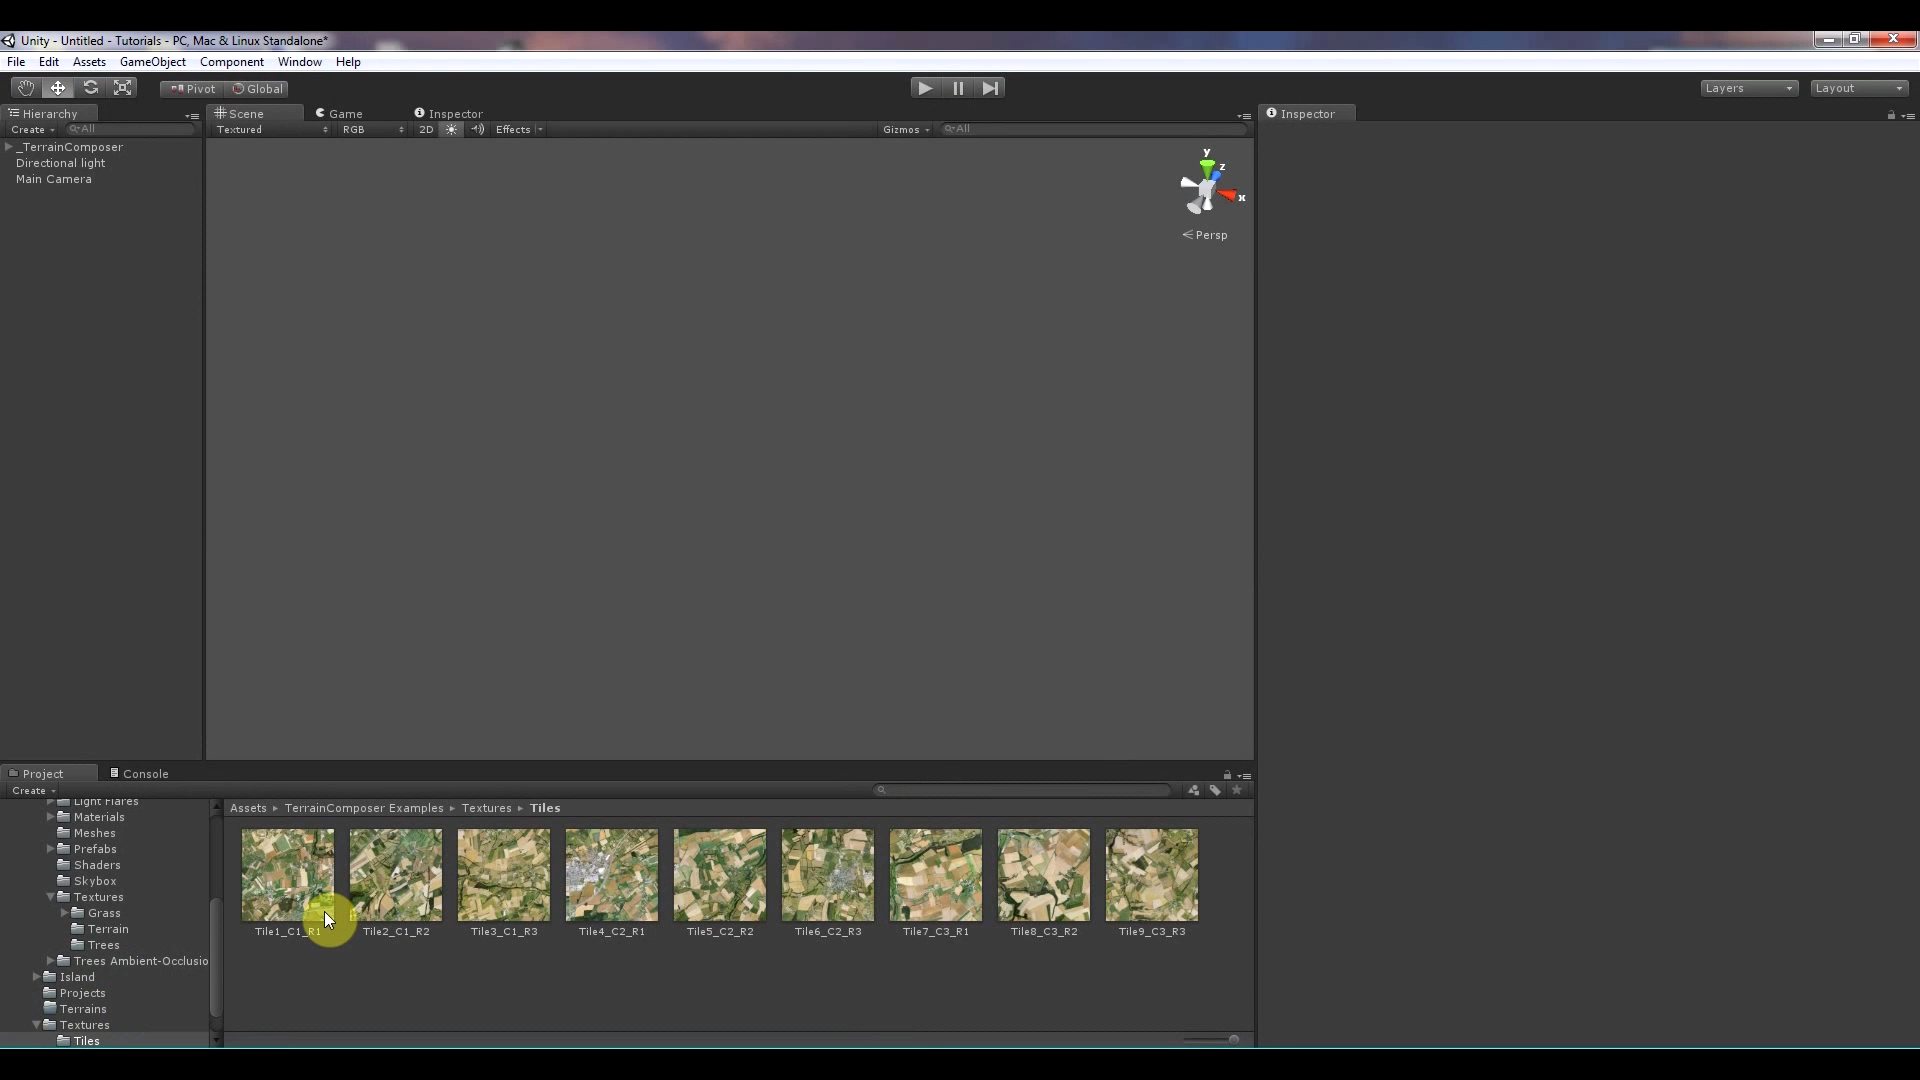 Unity - Untitled - Tutorials - PC, Mac & Linux Standalone*
File Edit Assets GameObject Component Window Help
Pivot Global Layers Layout
Hierarchy Scene Game Inspector Inspector
Create All Textured RGB 2D Effects Gizmos All
_TerrainComposer
Directional light
Main Camera
y
z
x
Persp
Project Console
Create
Light Flares
Materials
Meshes
Prefabs
Shaders
Skybox
Textures
Grass
Terrain
Trees
Trees Ambient-Occlusio
Island
Projects
Terrains
Textures
Tiles
Assets TerrainComposer Examples Textures Tiles
Tile1_C1_R1 Tile2_C1_R2 Tile3_C1_R3 Tile4_C2_R1 Tile5_C2_R2 Tile6_C2_R3 Tile7_C3_R1 Tile8_C3_R2 Tile9_C3_R3